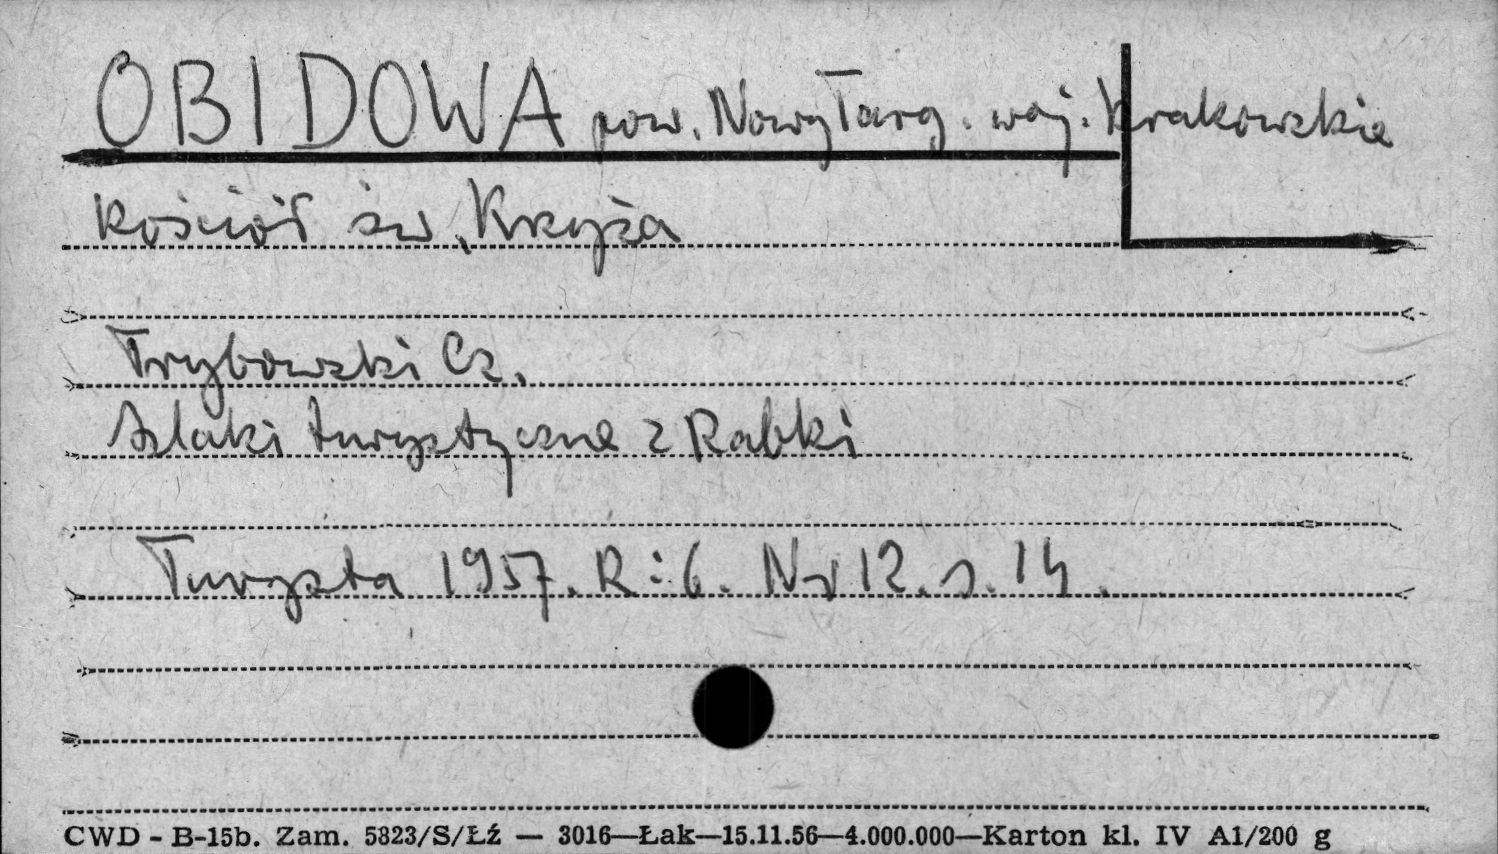 OBIDOWA pow. Nowy Targ. woj. Krakowskie
kościół św. Krzyża
Trybowski Cz.
Szlaki turystyczne z Rabki
Turysta 1957. R: 6. Nr 12. s. 14.
CWD - B-15b. Zam. 5823/S/Łź — 3016—Łak—15.11.56—4.000.000—Karton kl. IV A1/200 g